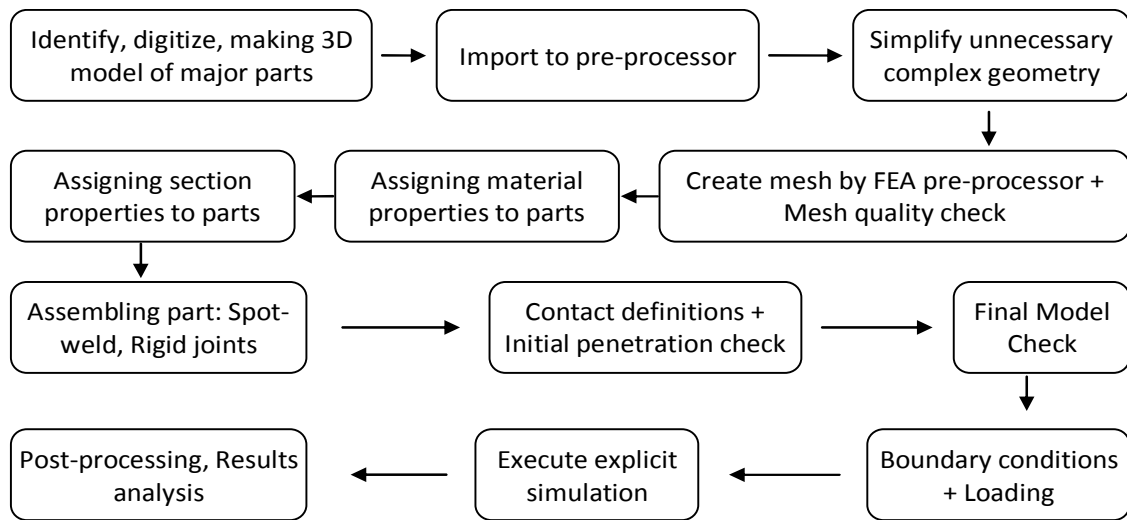 Identify, digitize, making 3D
model of major parts
Import to pre-processor
Simplify unnecessary
complex geometry
Create mesh by FEA pre-processor +
Mesh quality check
Assigning material
properties to parts
Assigning section
properties to parts
Assembling part: Spot-
weld, Rigid joints
Contact definitions +
Initial penetration check
Final Model
Check
Boundary conditions
+ Loading
Execute explicit
simulation
Post-processing, Results
analysis